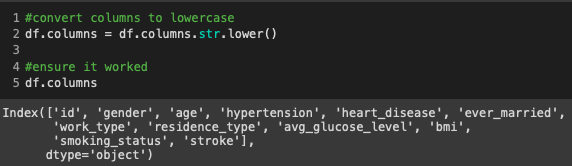 1 #convert columns to lowercase
2 df.columns = df.columns.str.lower()
3
4 #ensure it worked
5 df.columns
Index(['id', 'gender', 'age', 'hypertension', 'heart_disease', 'ever_married',
'work_type', 'residence_type', 'avg_glucose_level', 'bmi',
'smoking_status', 'stroke'],
dtype='object')